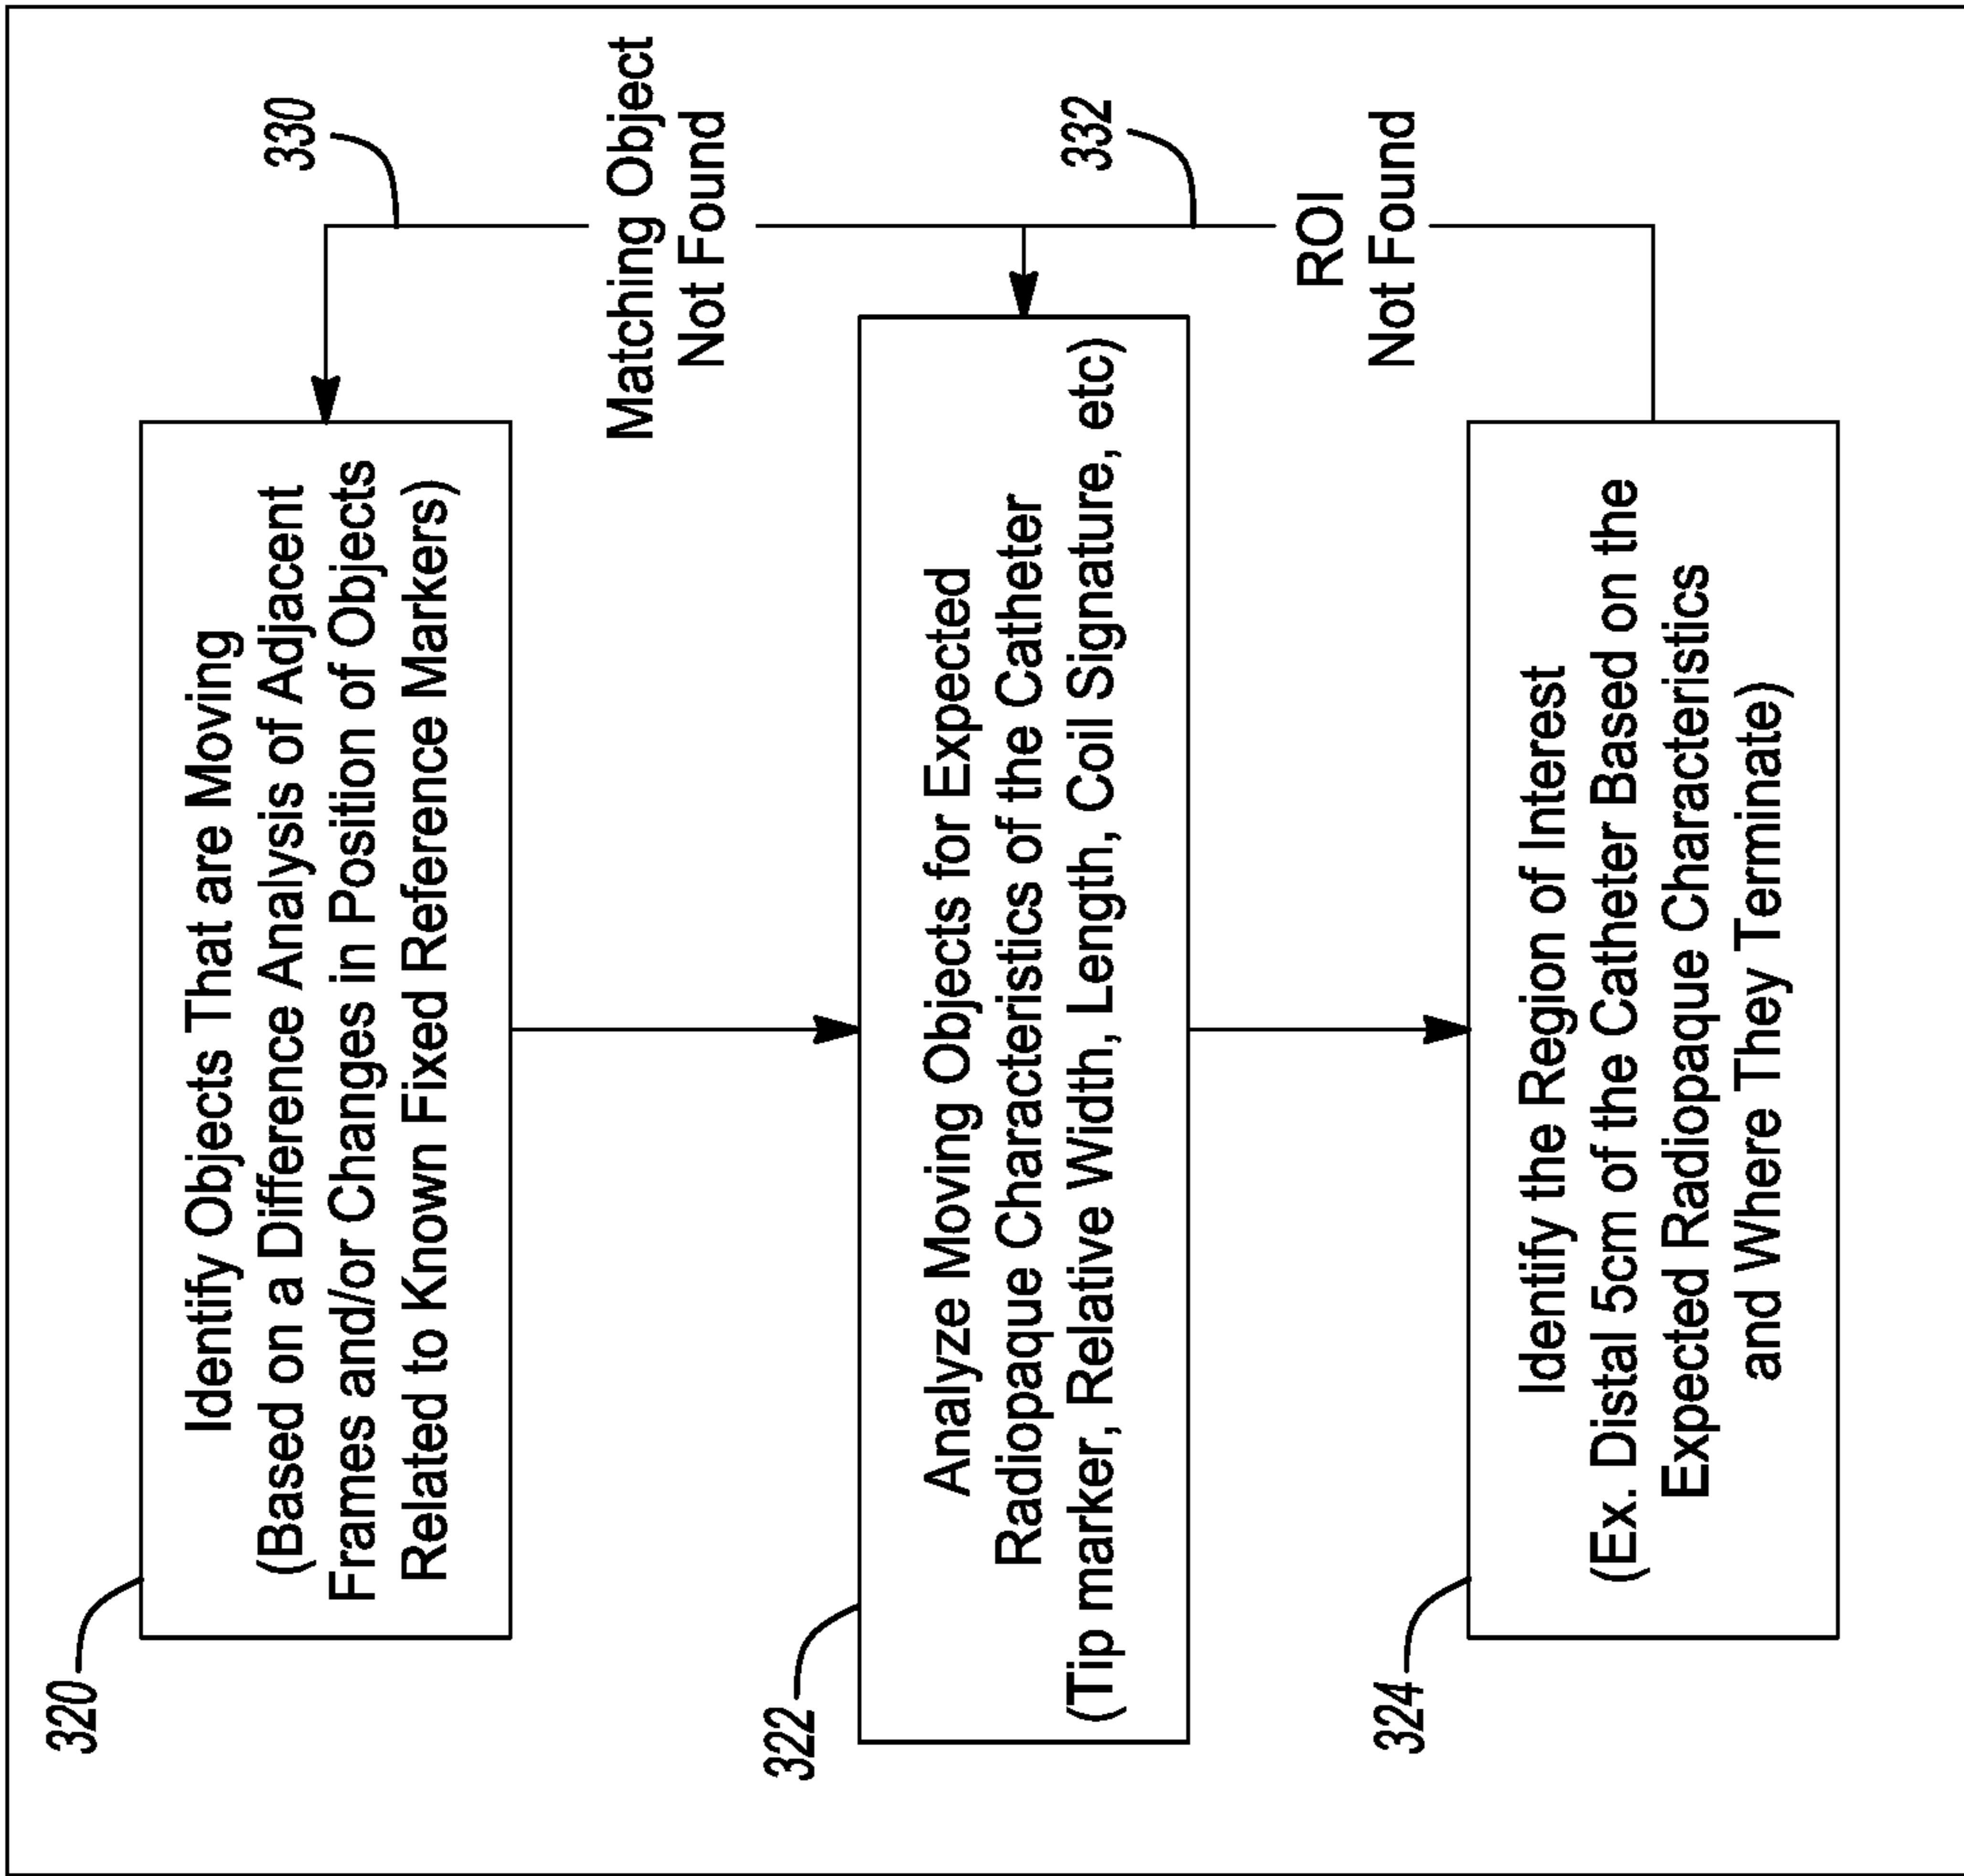 320
Identify Objects That are Moving
(Based on a Difference Analysis of Adjacent
Frames and/or Changes in Position of Objects
Related to Known Fixed Reference Markers)
330
Matching Object
Not Found
322
Analyze Moving Objects for Expected
Radiopaque Characteristics of the Catheter
(Tip marker, Relative Width, Length, Coil Signature, etc)
332
ROI
Not Found
324
Identify the Region of Interest
(Ex. Distal 5cm of the Catheter Based on the
Expected Radiopaque Characteristics
and Where They Terminate)